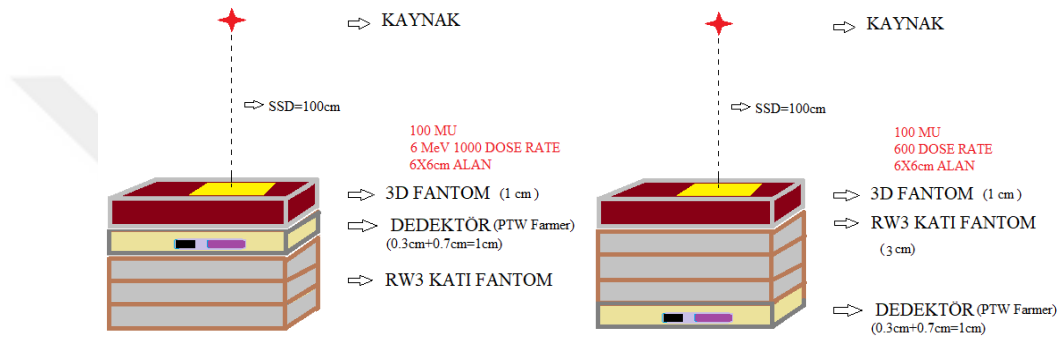 KAYNAK
SSD=100cm
100 MU
6 MeV 1000 DOSE RATE
6X6cm ALAN
3D FANTOM (1 cm)
DEDEKTÖR (PTW Farmer)
(0.3cm+0.7cm=1cm)
RW3 KATI FANTOM
KAYNAK
SSD=100cm
100 MU
600 DOSE RATE
6X6cm ALAN
3D FANTOM (1 cm)
RW3 KATI FANTOM
(3 cm)
DEDEKTÖR (PTW Farmer)
(0.3cm+0.7cm=1cm)